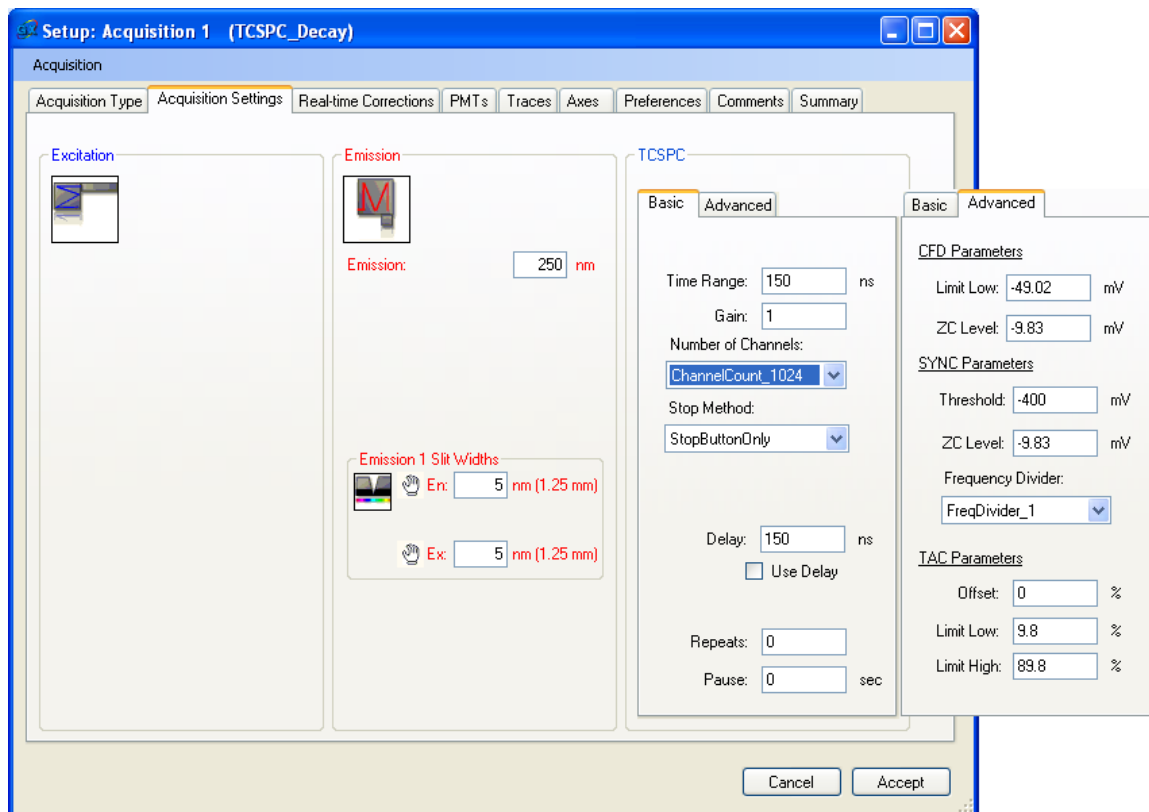 Setup: Acquisition 1 (TCSPC_Decay)
Acquisition
Acquisition Type Acquisition Settings Real-time Corrections PMTs Traces Axes Preferences Comments Summary
Excitation
Emission
Emission: 250 nm
Emission 1 Slit Widths
En: 5 nm (1.25 mm)
Ex: 5 nm (1.25 mm)
TCSPC
Basic Advanced
Time Range: 150 ns
Gain: 1
Number of Channels:
ChannelCount_1024
Stop Method:
StopButtonOnly
Delay: 150 ns
Use Delay
Repeats: 0
Pause: 0 sec
Basic Advanced
CFD Parameters
Limit Low: -49.02 mV
ZC Level: -9.83 mV
SYNC Parameters
Threshold: -400 mV
ZC Level: -9.83 mV
Frequency Divider:
FreqDivider_1
TAC Parameters
Offset: 0 %
Limit Low: 9.8 %
Limit High: 89.8 %
Cancel Accept